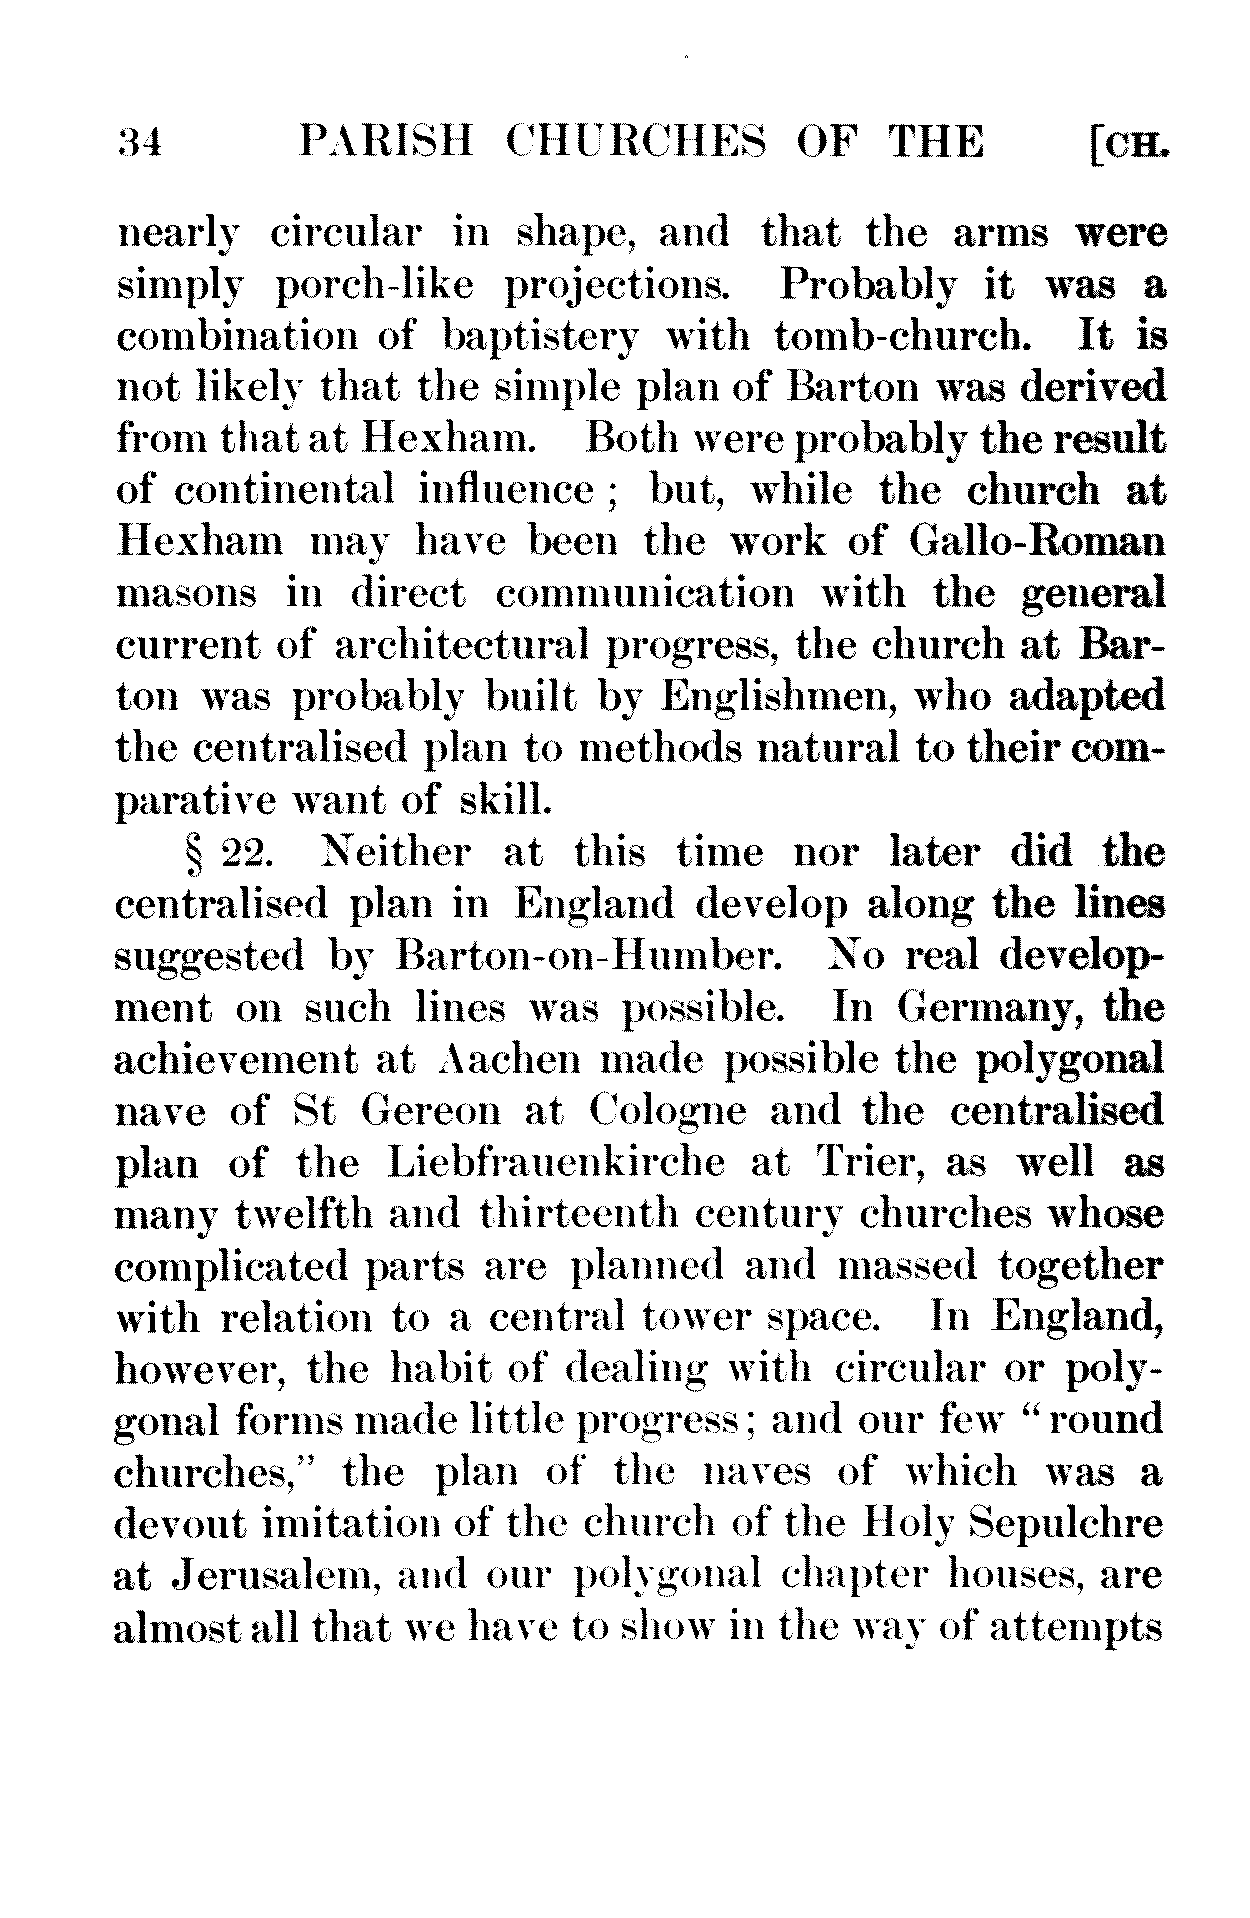 34 PARISH CHURCHES OF THE [CH.
nearly circular in shape, and that the arms were
simply porch-like projections. Probably it was a
combination of baptistery with tomb-church. It is
not likely that the simple plan of Barton was derived
from that at Hexham. Both were probably the result
of continental influence ; but, while the church at
Hexham may have been the work of Gallo-Roman
masons in direct communication with the general
current of architectural progress, the church at Bar-
ton was probably built by Englishmen, who adapted
the centralised plan to methods natural to their com-
parative want of skill.
§ 22. Neither at this time nor later did the
centralised plan in England develop along the lines
suggested by Barton-on-Humber. No real develop-
ment on such lines was possible. In Germany, the
achievement at Aachen made possible the polygonal
nave of St Gereon at Cologne and the centralised
plan of the Liebfrauenkirche at Trier, as well as
many twelfth and thirteenth century churches whose
complicated parts are planned and massed together
with relation to a central tower space. In England,
however, the habit of dealing with circular or poly-
gonal forms made little progress; and our few “round
churches,” the plan of the naves of which was a
devout imitation of the church of the Holy Sepulchre
at Jerusalem, and our polygonal chapter houses, are
almost all that we have to show in the way of attempts